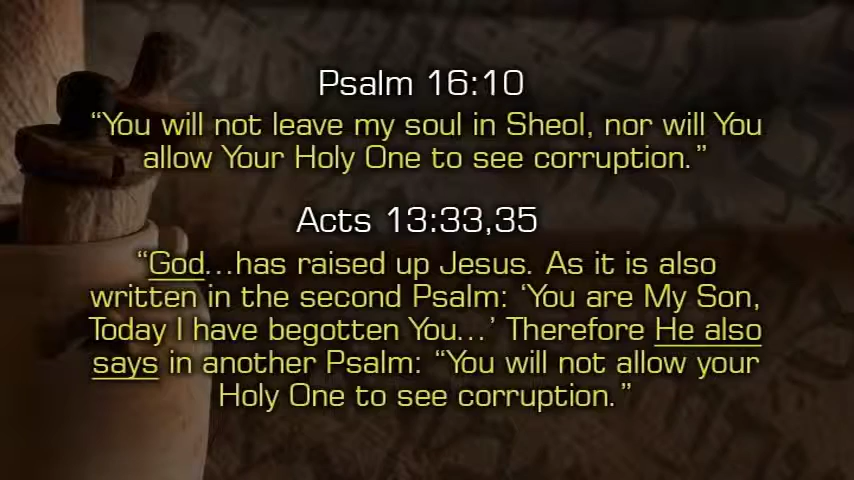 Psalm 16:10
“You will not leave my soul in Sheol, nor will You
allow Your Holy One to see corruption.”
Acts 13:33,35
“God...has raised up Jesus. As it is also
written in the second Psalm: ‘You are My Son,
Today I have begotten You...’ Therefore He also
says in another Psalm: “You will not allow your
Holy One to see corruption.”